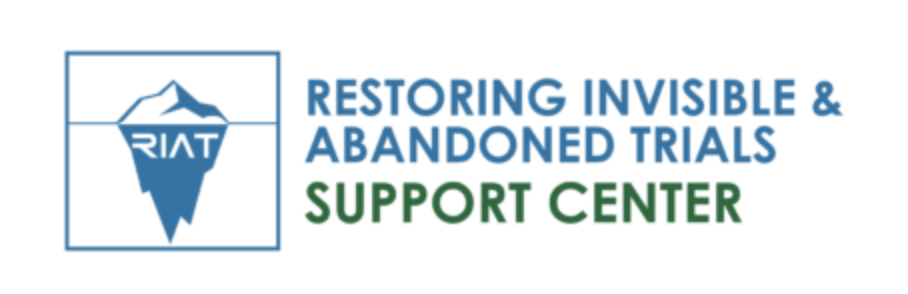 RIAT
RESTORING INVISIBLE &
ABANDONED TRIALS
SUPPORT CENTER